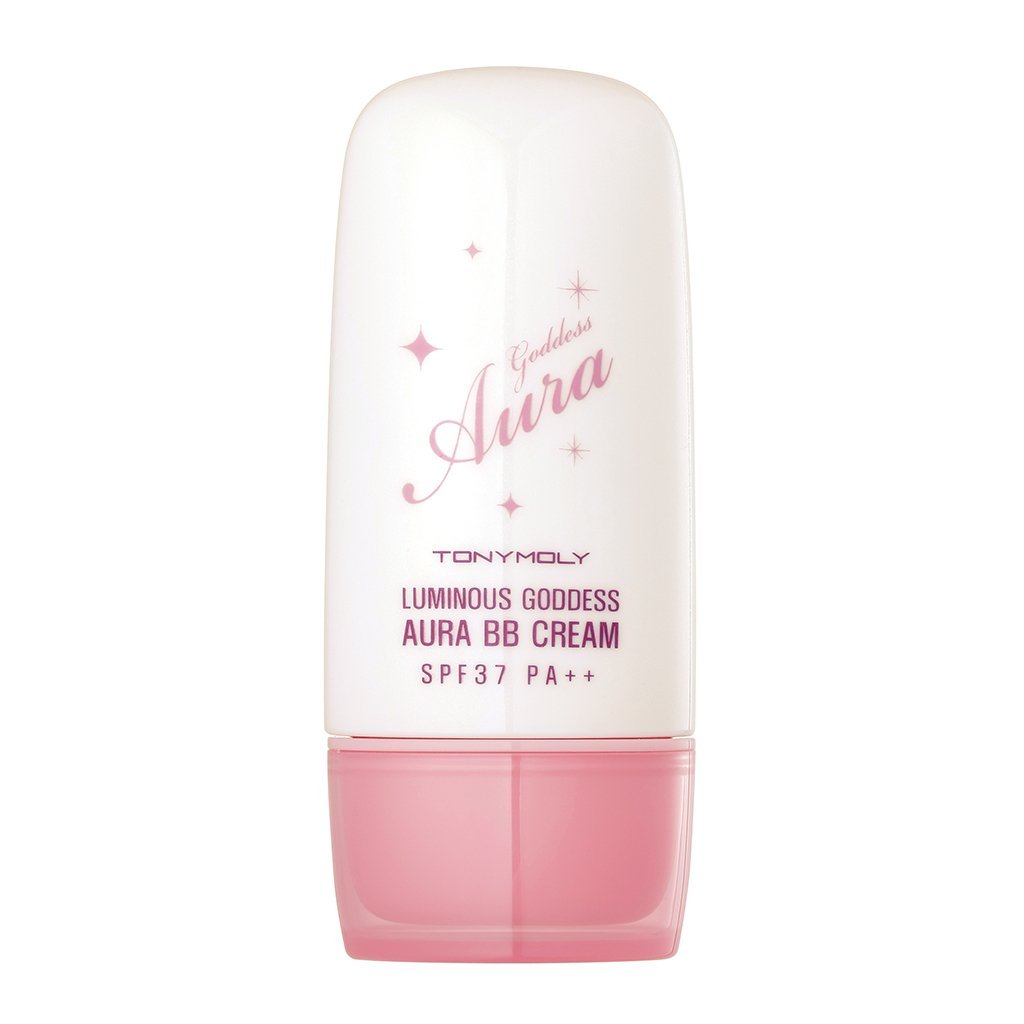 Goddess
Aura
TONYMOLY
LUMINOUS GODDESS
AURA BB CREAM
SPF37 PA++